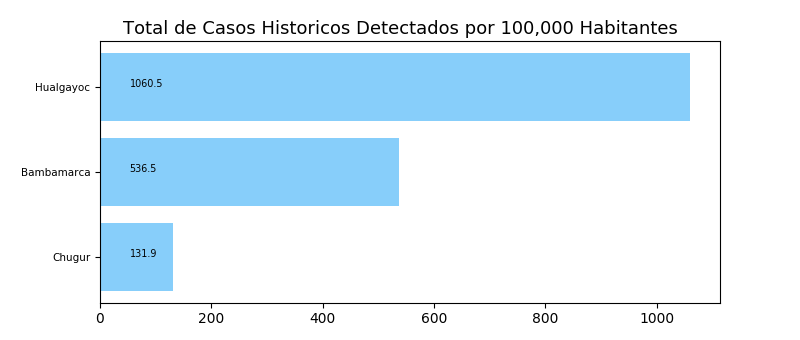 Total de Casos Historicos Detectados por 100,000 Habitantes
Hualgayoc
1060.5
Bambamarca
536.5
Chugur
131.9
0 200 400 600 800 1000